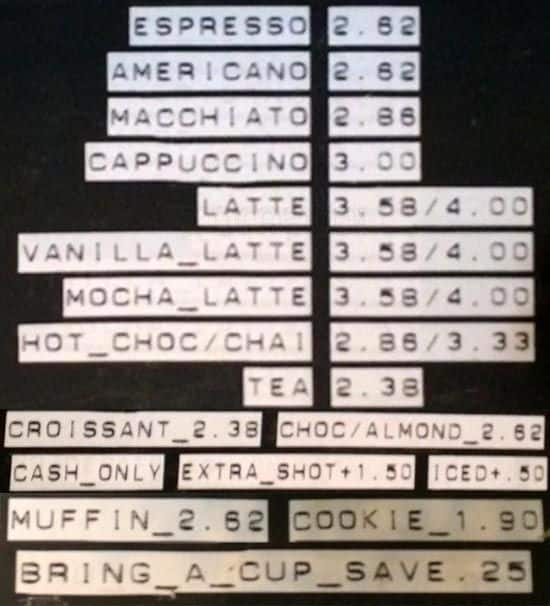 ESPRESSO 2.62
AMERICANO 2.62
MACCHIATO 2.86
CAPPUCCINO 3.00
LATTE 3.58/4.00
VANILLA_LATTE 3.58/4.00
MOCHA_LATTE 3.58/4.00
HOT_CHOC/CHAI 2.86/3.33
TEA 2.38
CROISSANT_2.38 CHOC/ALMOND_2.62
CASH_ONLY EXTRA_SHOT+1.50 ICED+.50
MUFFIN_2.62 COOKIE_1.90
BRING_A_CUP_SAVE.25